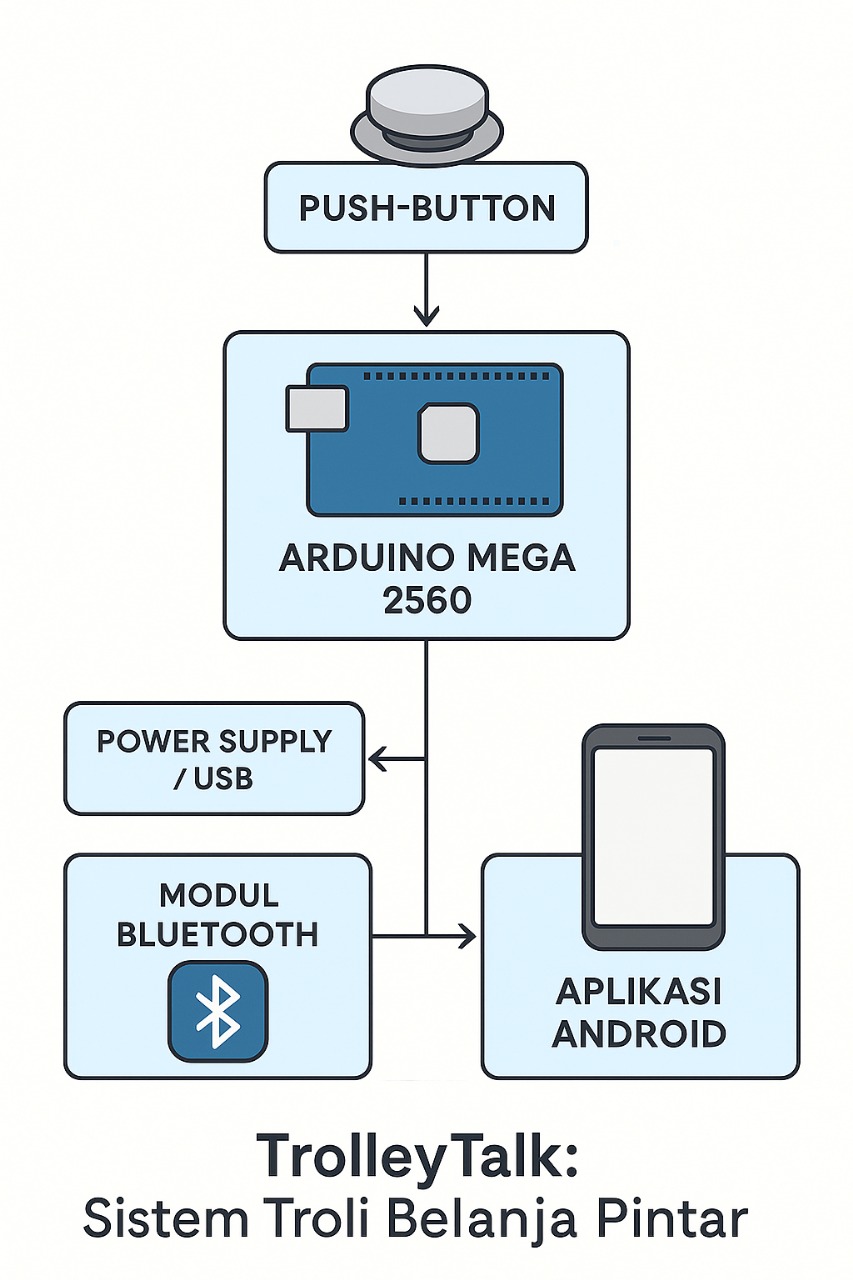 PUSH-BUTTON
ARDUINO MEGA
2560
POWER SUPPLY
/ USB
MODUL
BLUETOOTH
APLIKASI
ANDROID
TrolleyTalk:
Sistem Troli Belanja Pintar